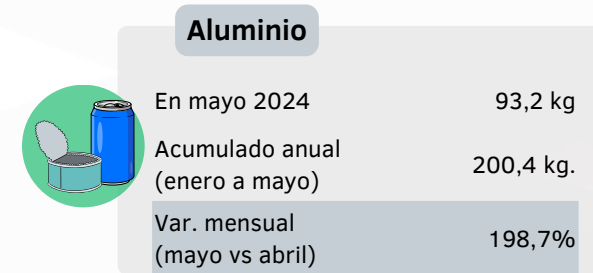 Aluminio
En mayo 2024 93,2 kg
Acumulado anual
(enero a mayo) 200,4 kg.
Var. mensual
(mayo vs abril) 198,7%